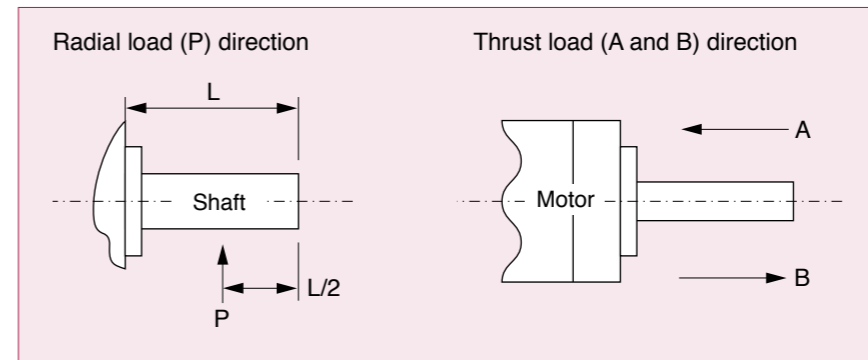 Radial load (P) direction
L
Shaft
L/2
P
Thrust load (A and B) direction
A
Motor
B